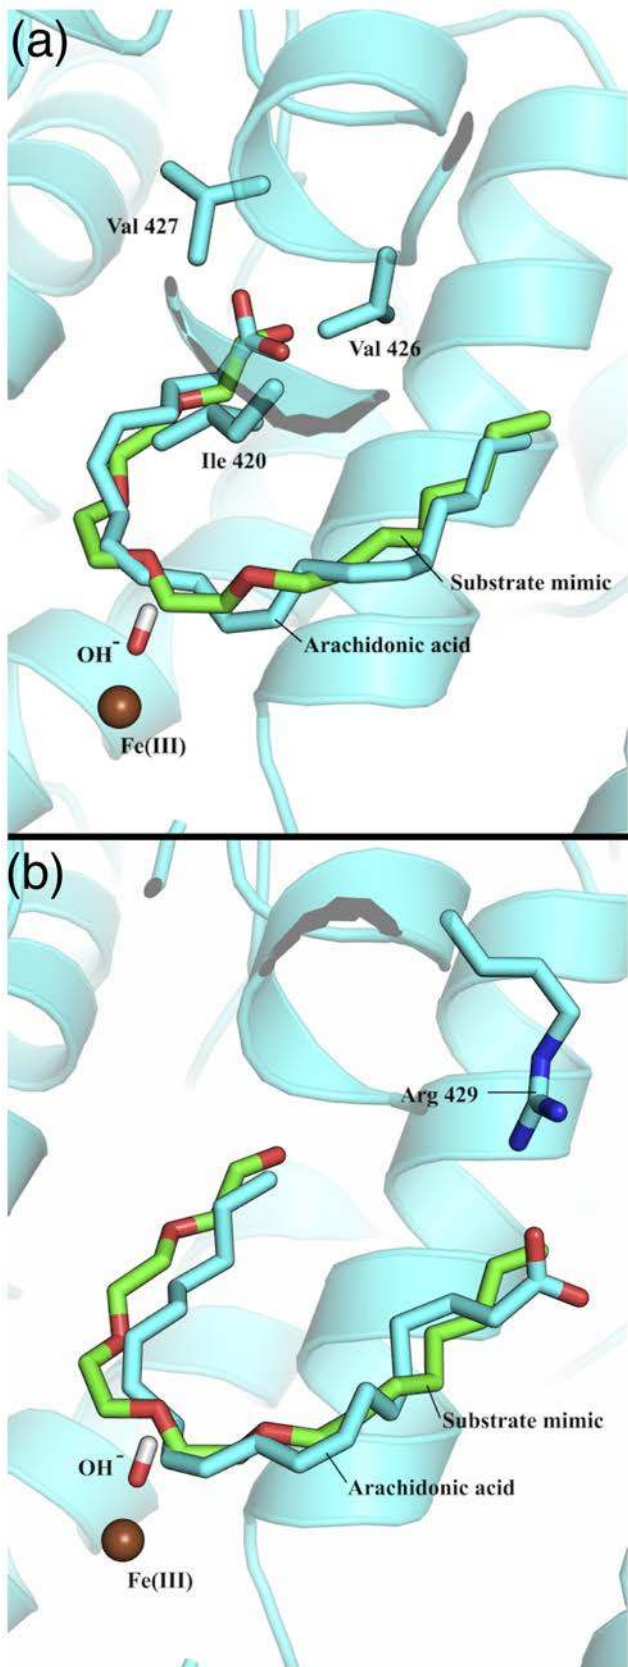 (a)
Val 427
Val 426
Ile 420
Substrate mimic
Arachidonic acid
OH-
Fe(III)
(b)
Arg 429
Substrate mimic
OH-
Arachidonic acid
Fe(III)